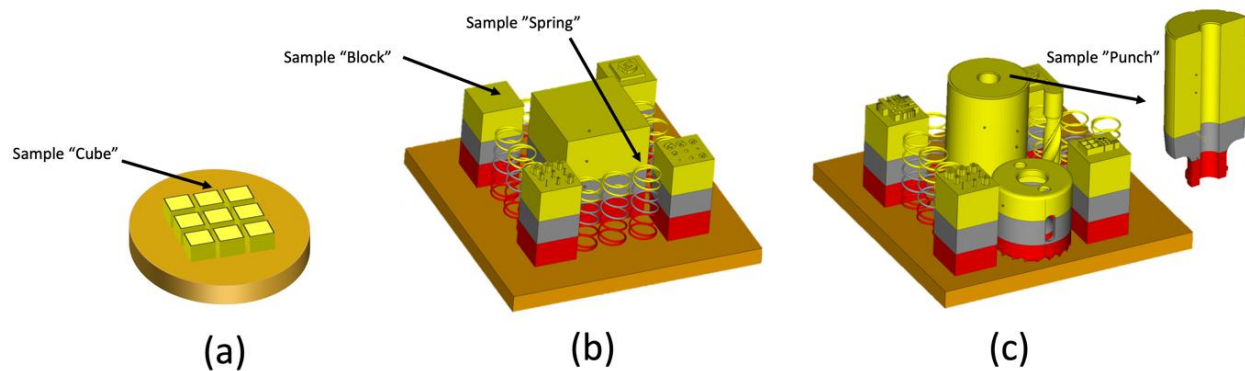 Sample ”Spring”
Sample “Block”
Sample ”Punch”
Sample “Cube”
(a)
(b)
(c)